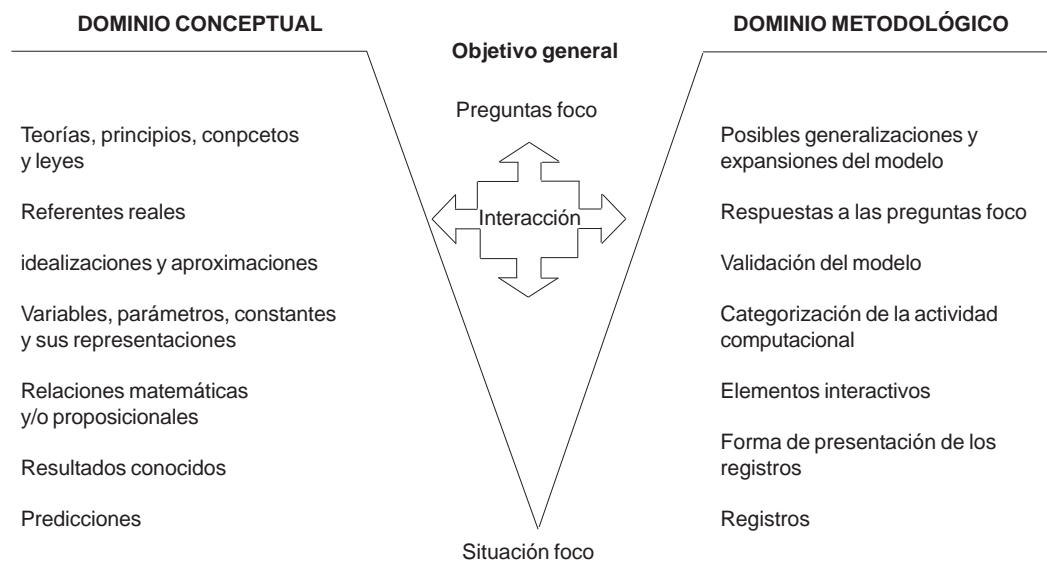 DOMINIO CONCEPTUAL
Teorías, principios, conpcetos
y leyes
Referentes reales
idealizaciones y aproximaciones
Variables, parámetros, constantes
y sus representaciones
Relaciones matemáticas
y/o proposicionales
Resultados conocidos
Predicciones
Objetivo general
Preguntas foco
Interacción
Situación foco
DOMINIO METODOLÓGICO
Posibles generalizaciones y
expansiones del modelo
Respuestas a las preguntas foco
Validación del modelo
Categorización de la actividad
computacional
Elementos interactivos
Forma de presentación de los
registros
Registros